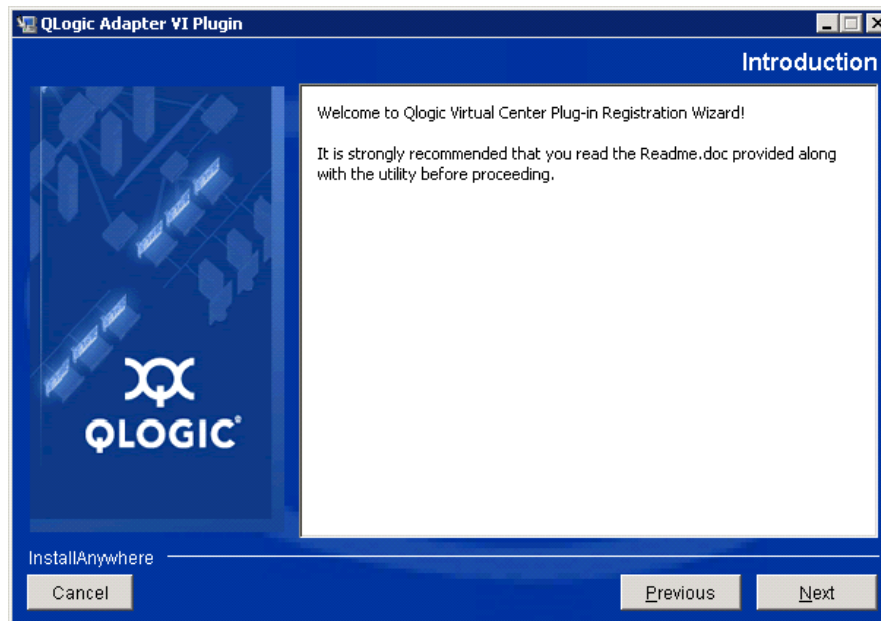 QLogic Adapter VI Plugin
Introduction
Welcome to Qlogic Virtual Center Plug-in Registration Wizard!
It is strongly recommended that you read the Readme.doc provided along
with the utility before proceeding.
QLOGIC®
InstallAnywhere
Cancel
Previous
Next